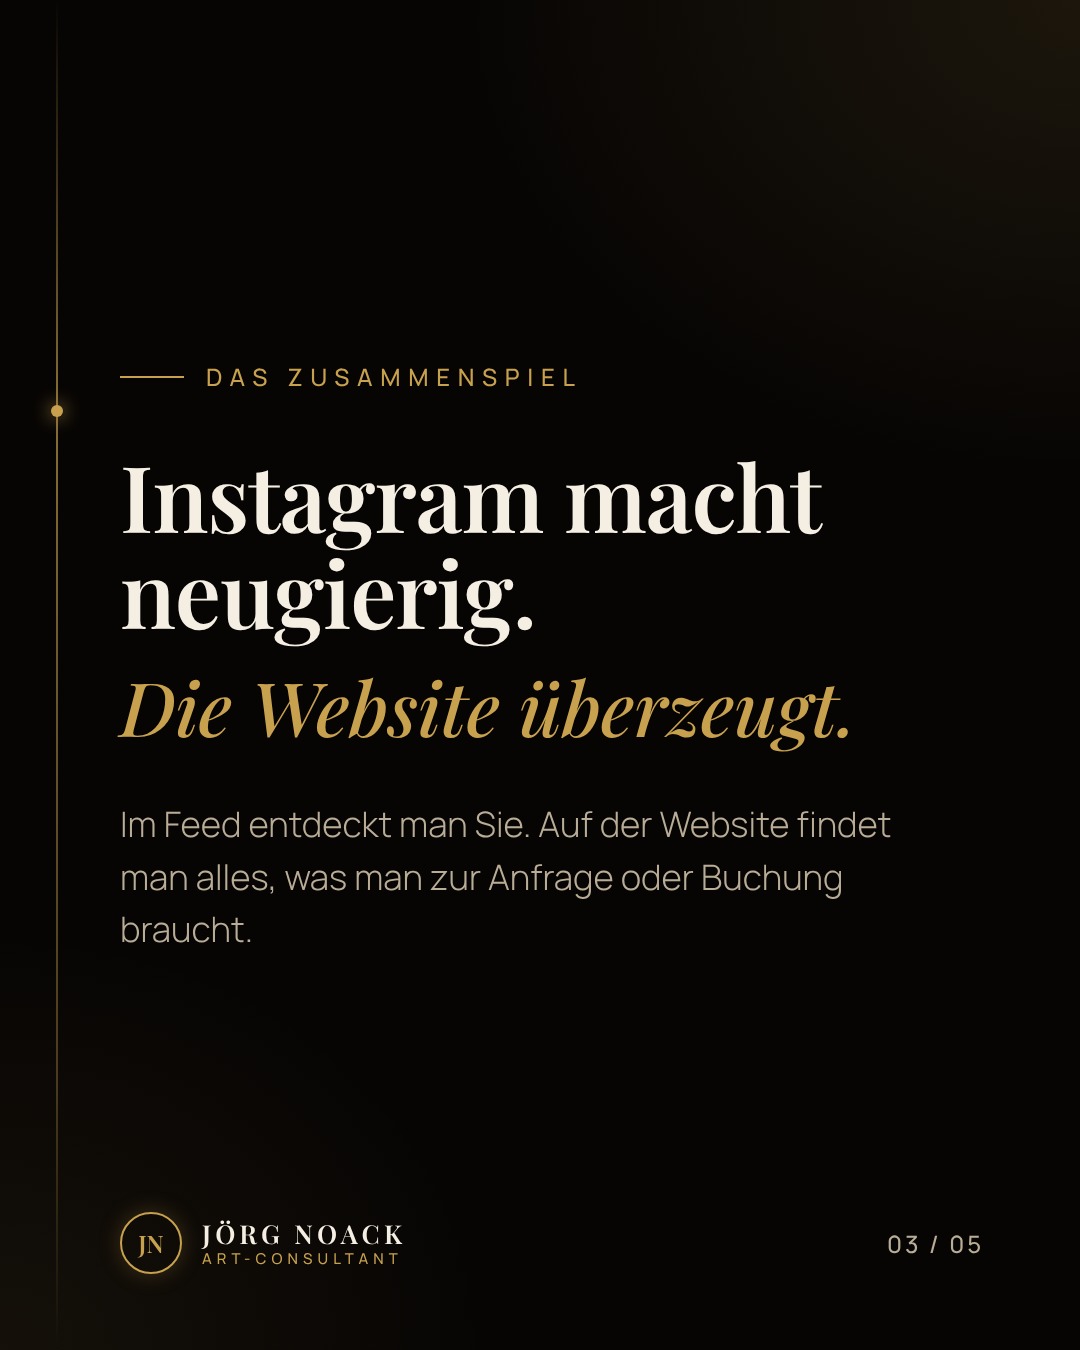 DAS ZUSAMMENSPIEL
Instagram macht
neugierig.
Die Website überzeugt.
Im Feed entdeckt man Sie. Auf der Website findet
man alles, was man zur Anfrage oder Buchung
braucht.
JN
JÖRG NOACK
ART-CONSULTANT
03 / 05